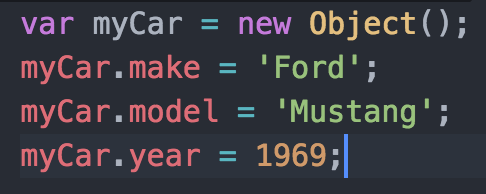 var myCar = new Object();
myCar.make = 'Ford';
myCar.model = 'Mustang';
myCar.year = 1969;